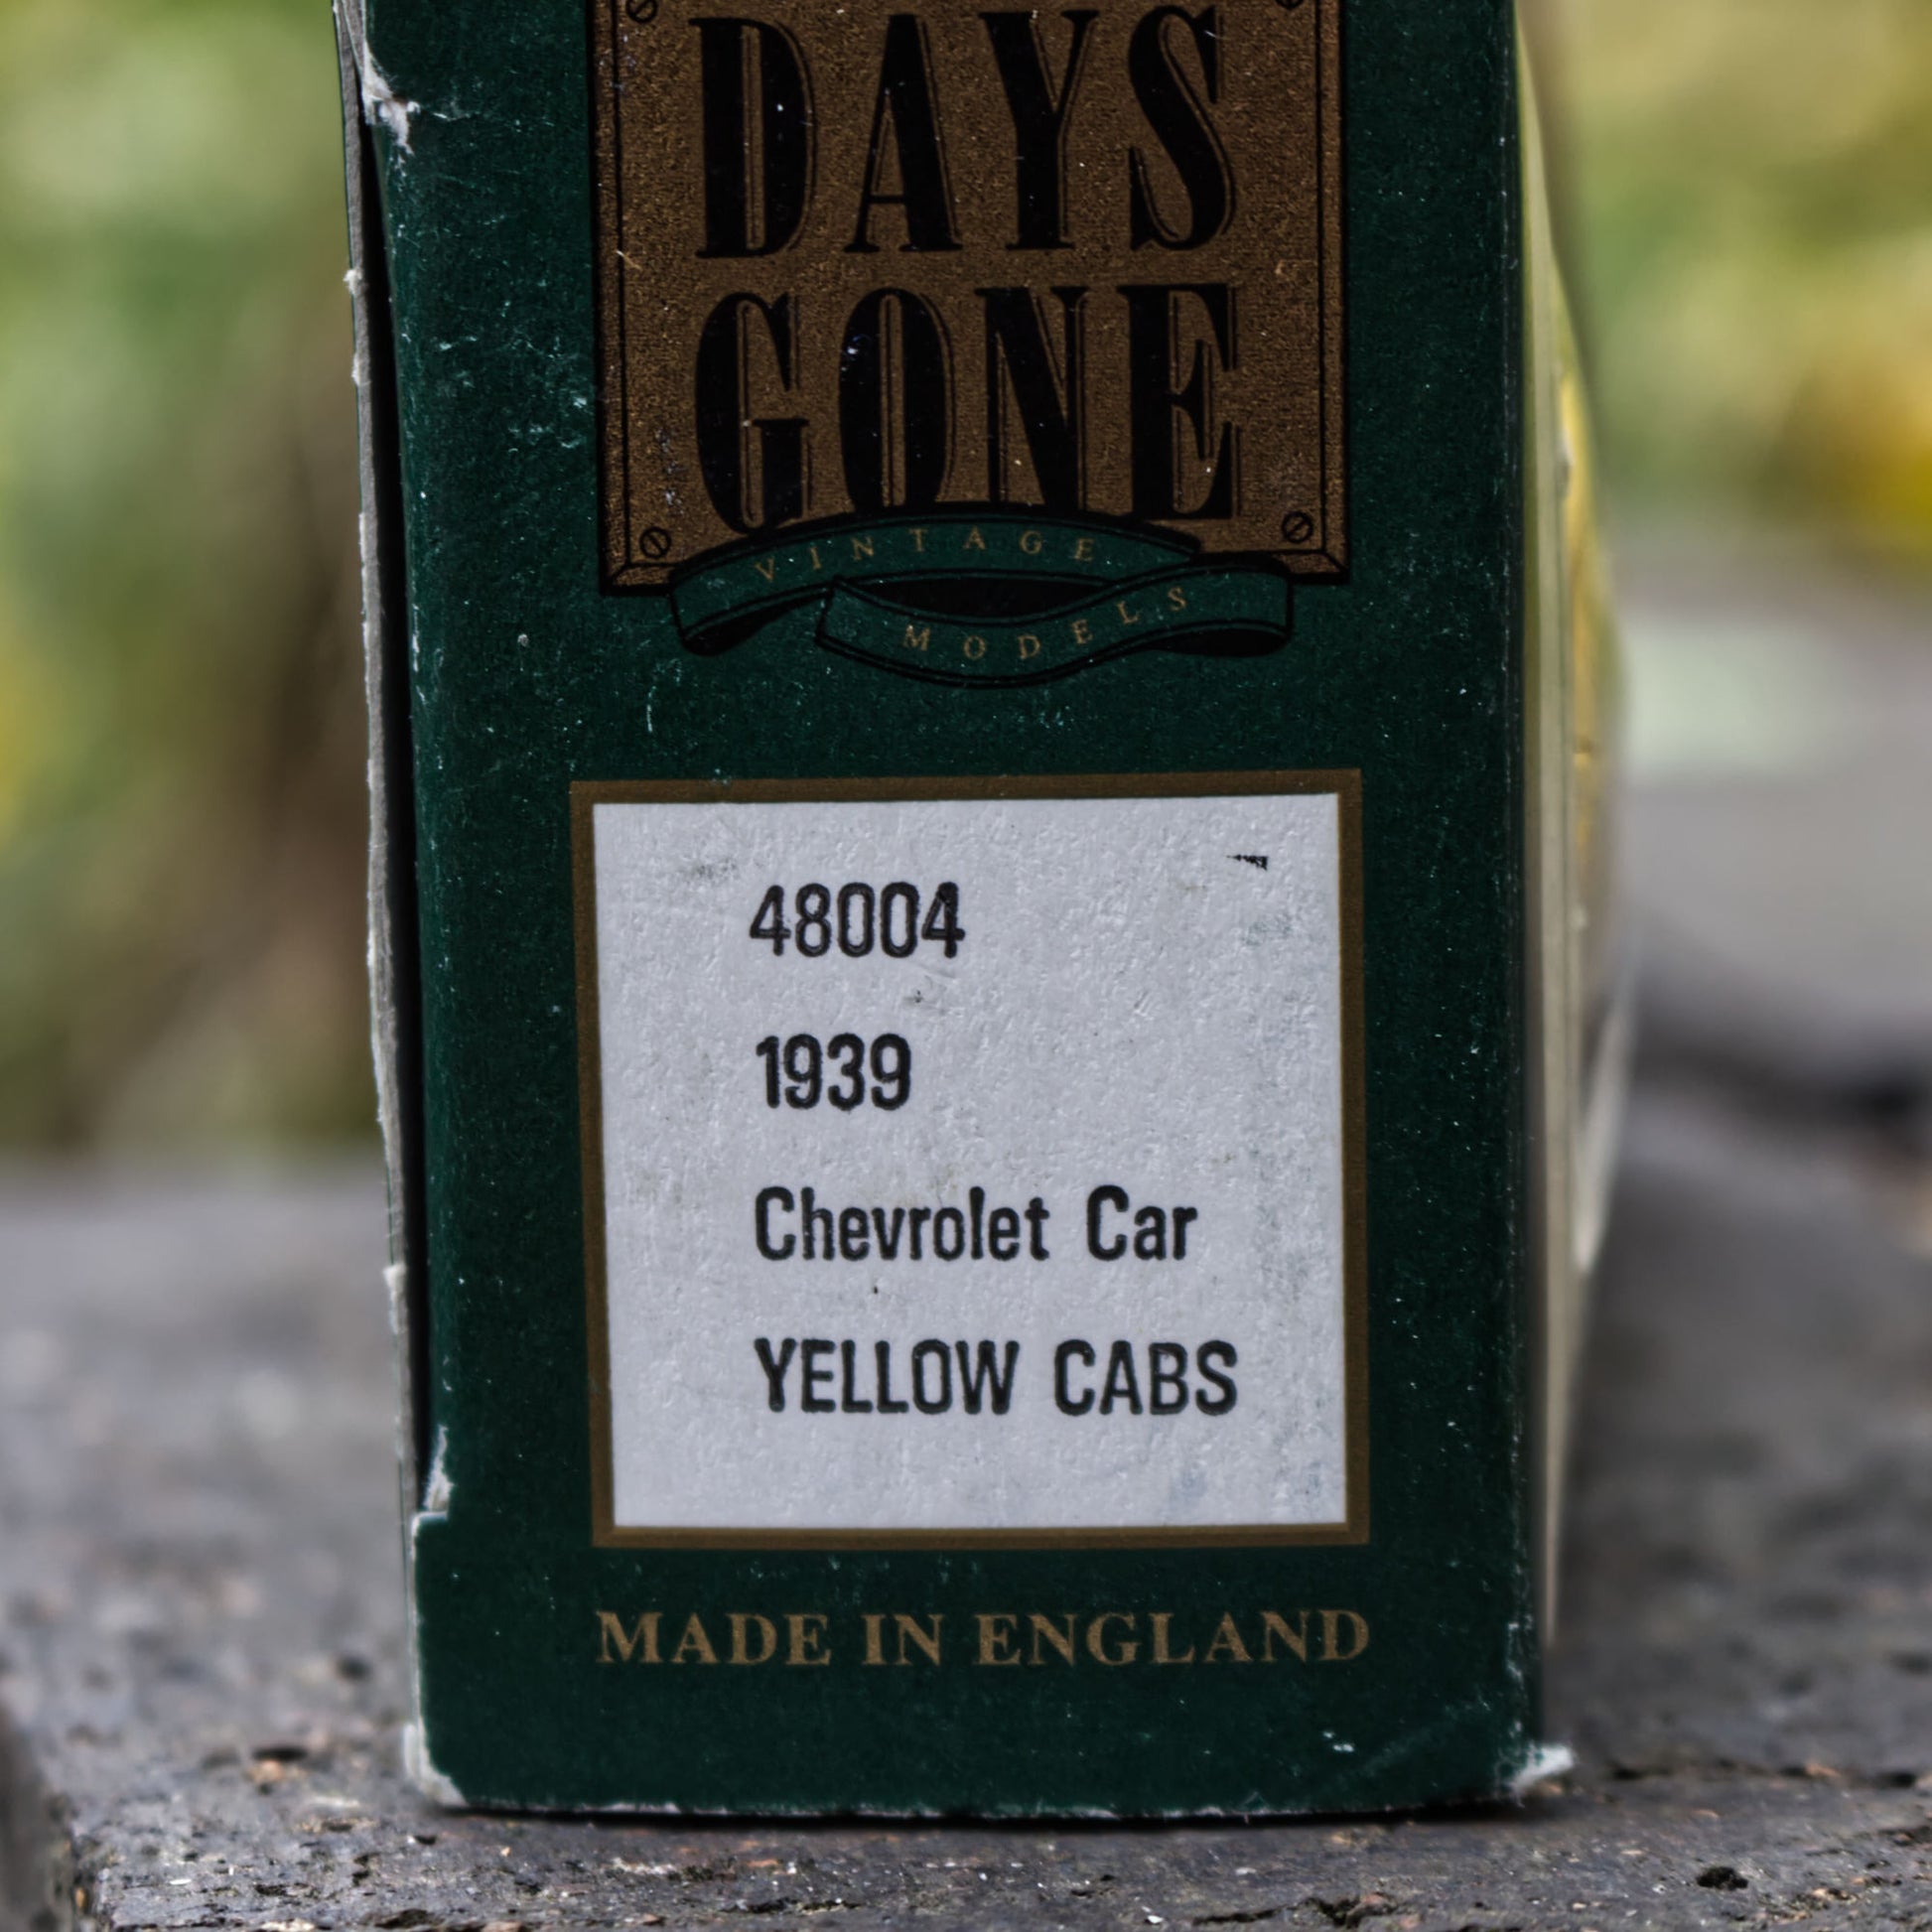 DAYS
GONE
VINTAGE
MODELS
48004
1939
Chevrolet Car
YELLOW CABS
MADE IN ENGLAND